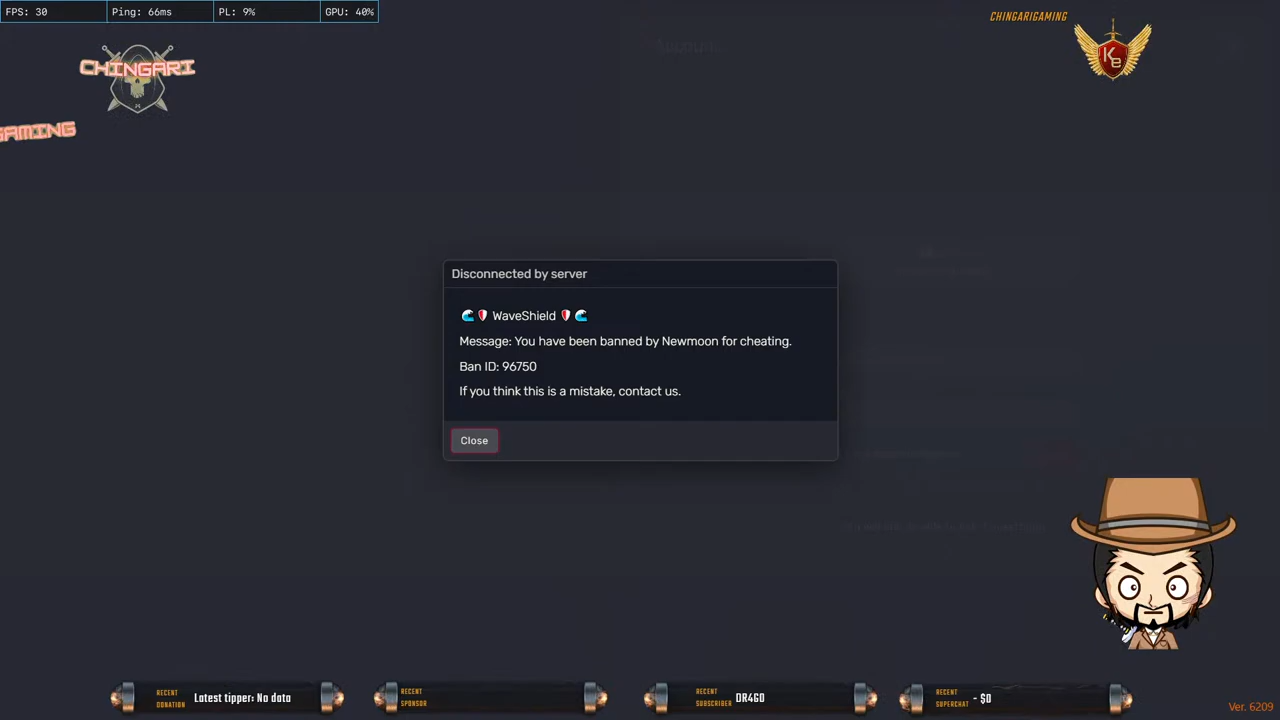 FPS: 30 Ping: 66ms PL: 9% GPU: 40%
CHINGARIGAMING
Ke
CHINGARI
GAMING
Disconnected by server
🌊🛡️ WaveShield 🛡️🌊
Message: You have been banned by Newmoon for cheating.
Ban ID: 96750
If you think this is a mistake, contact us.
Close
RECENT DONATION Latest tipper: No data
RECENT SPONSOR
RECENT SUBSCRIBER DR4GO
RECENT SUPERCHAT - $0
Ver. 6209